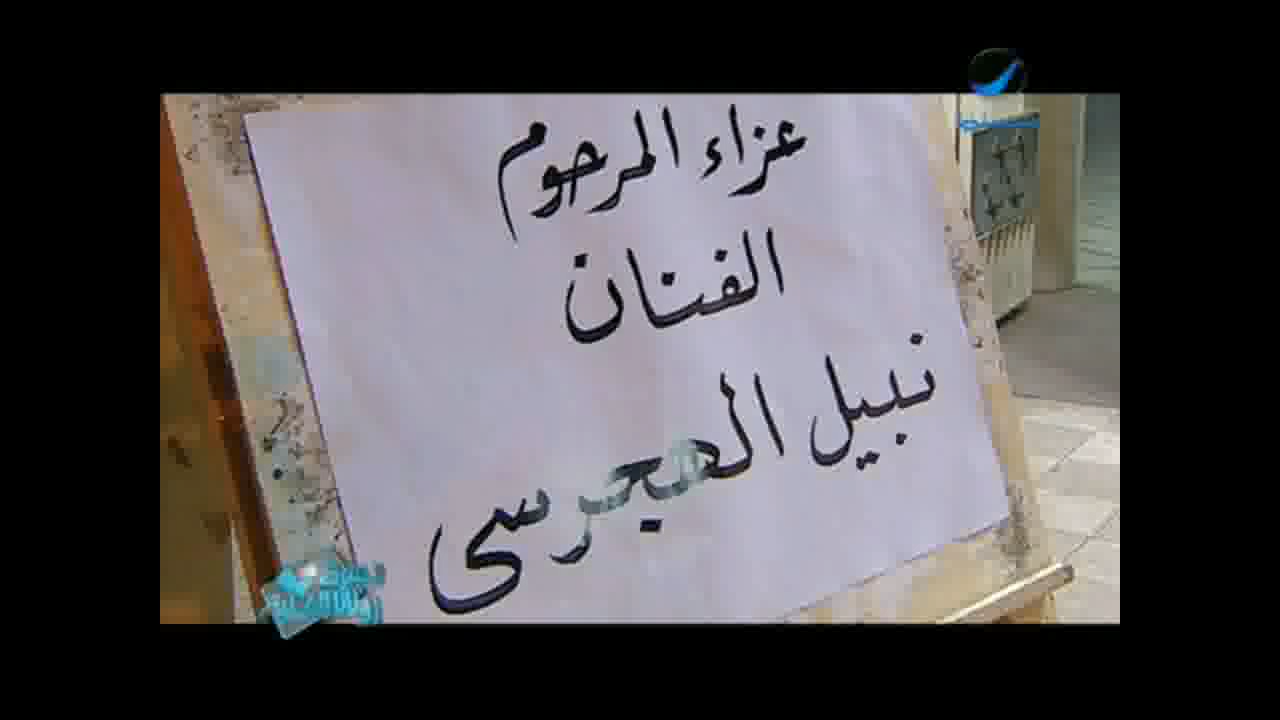 عزاء المرحوم
الفنان
نبيل الهجرسى